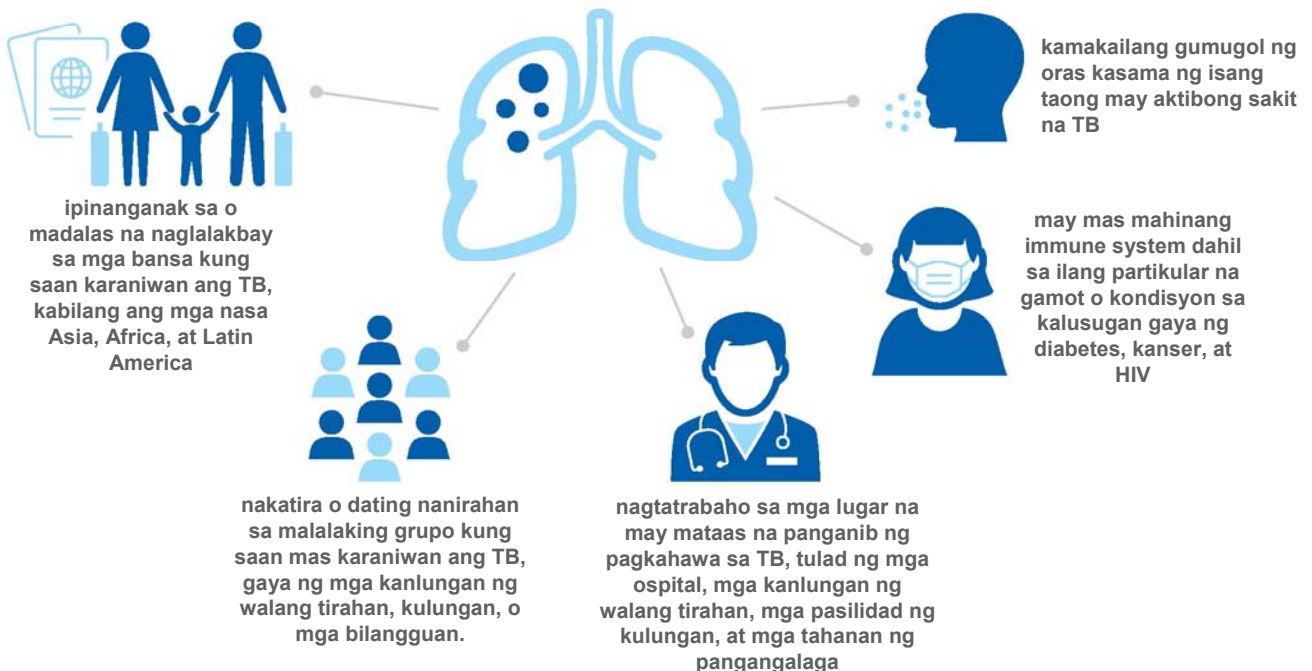 ipinanganak sa o
madalas na naglalakbay
sa mga bansa kung
saan karaniwan ang TB,
kabilang ang mga nasa
Asia, Africa, at Latin
America
kamakailang gumugol ng
oras kasama ng isang
taong may aktibong sakit
na TB
may mas mahinang
immune system dahil
sa ilang partikular na
gamot o kondisyon sa
kalusugan gaya ng
diabetes, kanser, at
HIV
nakatira o dating nanirahan
sa malalaking grupo kung
saan mas karaniwan ang TB,
gaya ng mga kanlungan ng
walang tirahan, kulungan, o
mga bilangguan.
nagtatrabaho sa mga lugar na
may mataas na panganib ng
pagkahawa sa TB, tulad ng mga
ospital, mga kanlungan ng
walang tirahan, mga pasilidad ng
kulungan, at mga tahanan ng
pangangalaga